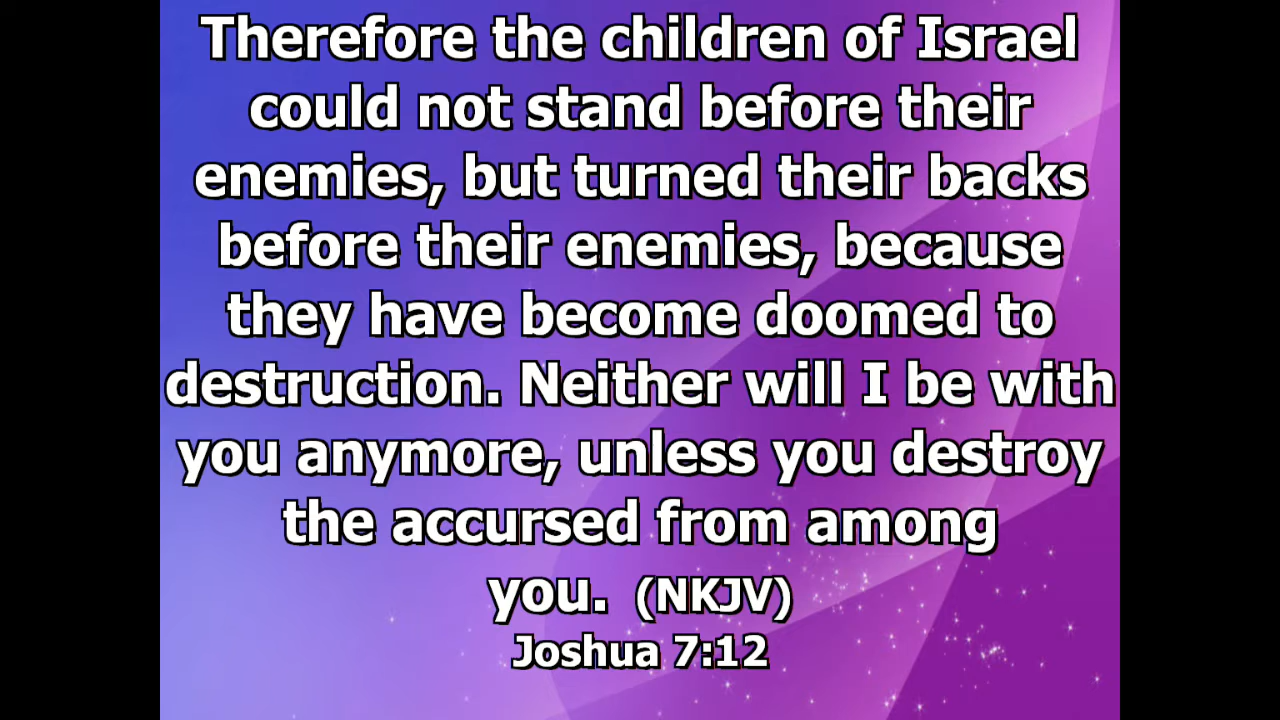 Therefore the children of Israel
could not stand before their
enemies, but turned their backs
before their enemies, because
they have become doomed to
destruction. Neither will I be with
you anymore, unless you destroy
the accursed from among
you. (NKJV)
Joshua 7:12